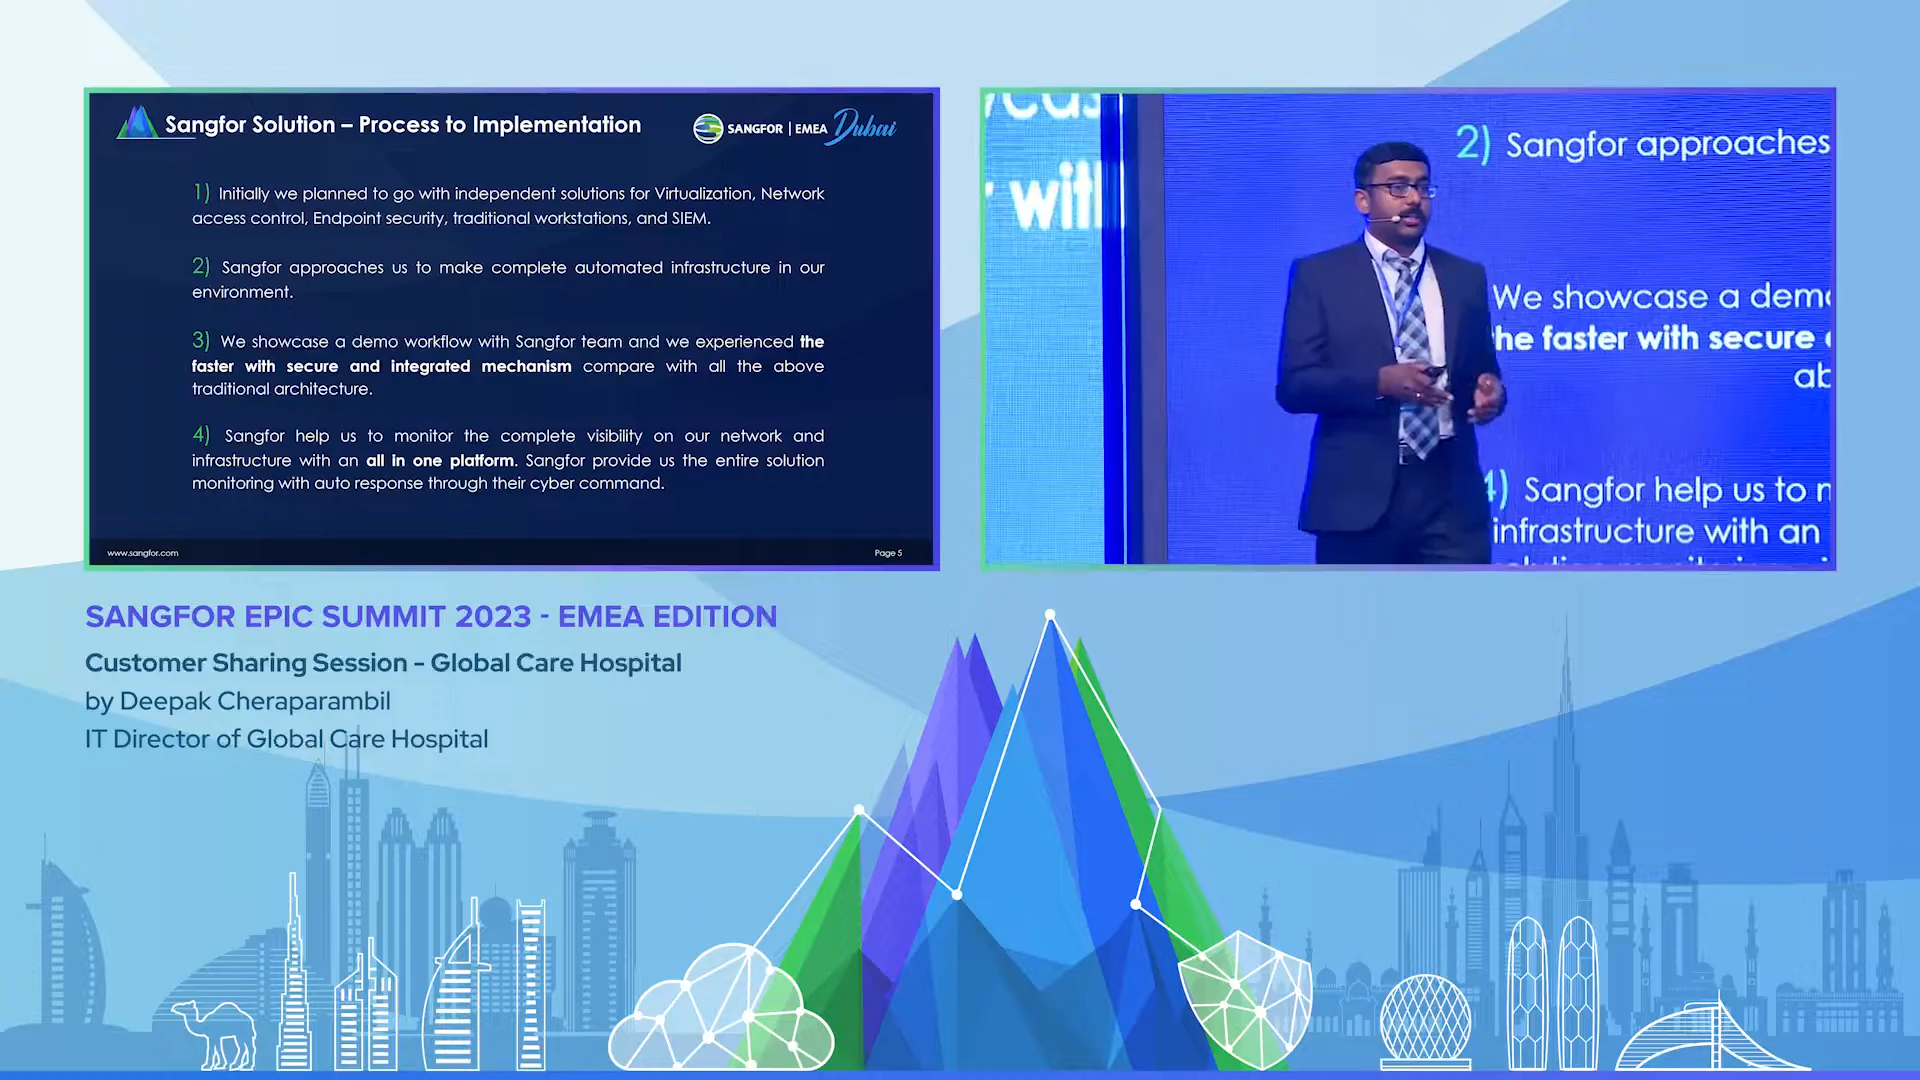 Sangfor Solution – Process to Implementation
SANGFOR | EMEA Dubai
1) Initially we planned to go with independent solutions for Virtualization, Network
access control, Endpoint security, traditional workstations, and SIEM.
2) Sangfor approaches us to make complete automated infrastructure in our
environment.
3) We showcase a demo workflow with Sangfor team and we experienced the
faster with secure and integrated mechanism compare with all the above
traditional architecture.
4) Sangfor help us to monitor the complete visibility on our network and
infrastructure with an all in one platform. Sangfor provide us the entire solution
monitoring with auto response through their cyber command.
www.sangfor.com
Page 5
with
2) Sangfor approaches
We showcase a demo
the faster with secure
4) Sangfor help us to
infrastructure with an
SANGFOR EPIC SUMMIT 2023 - EMEA EDITION
Customer Sharing Session - Global Care Hospital
by Deepak Cheraparambil
IT Director of Global Care Hospital